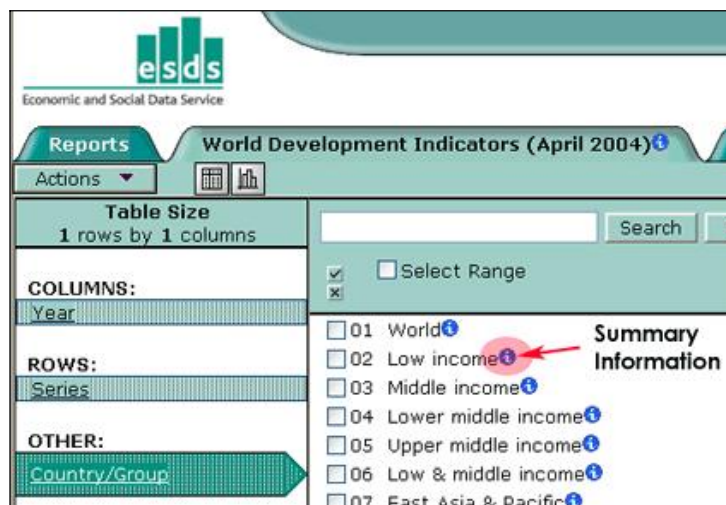 esds
Economic and Social Data Service
Reports
World Development Indicators (April 2004)
Actions
Table Size
1 rows by 1 columns
Search
Select Range
COLUMNS:
Year
ROWS:
Series
OTHER:
Country/Group
01 World
02 Low income
Summary
Information
03 Middle income
04 Lower middle income
05 Upper middle income
06 Low & middle income
07 East Asia & Pacific